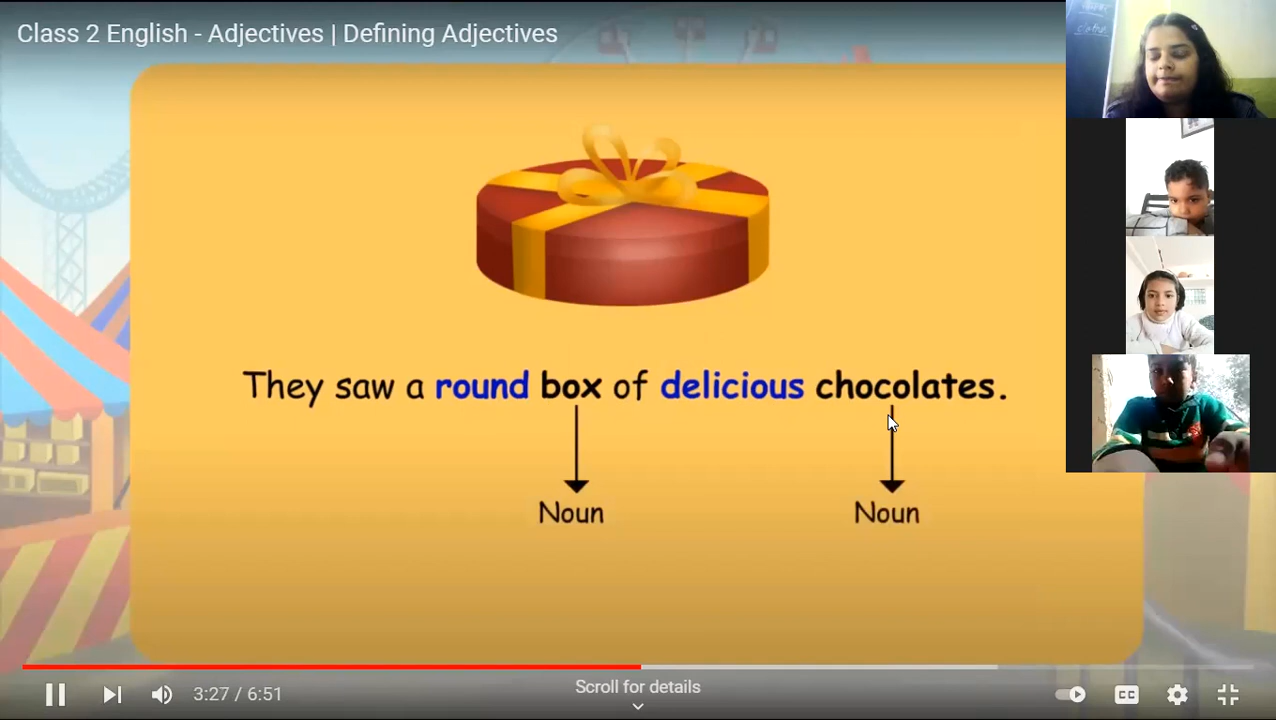 Class 2 English - Adjectives | Defining Adjectives
They saw a round box of delicious chocolates.
Noun Noun
3:27 / 6:51
Scroll for details
CC